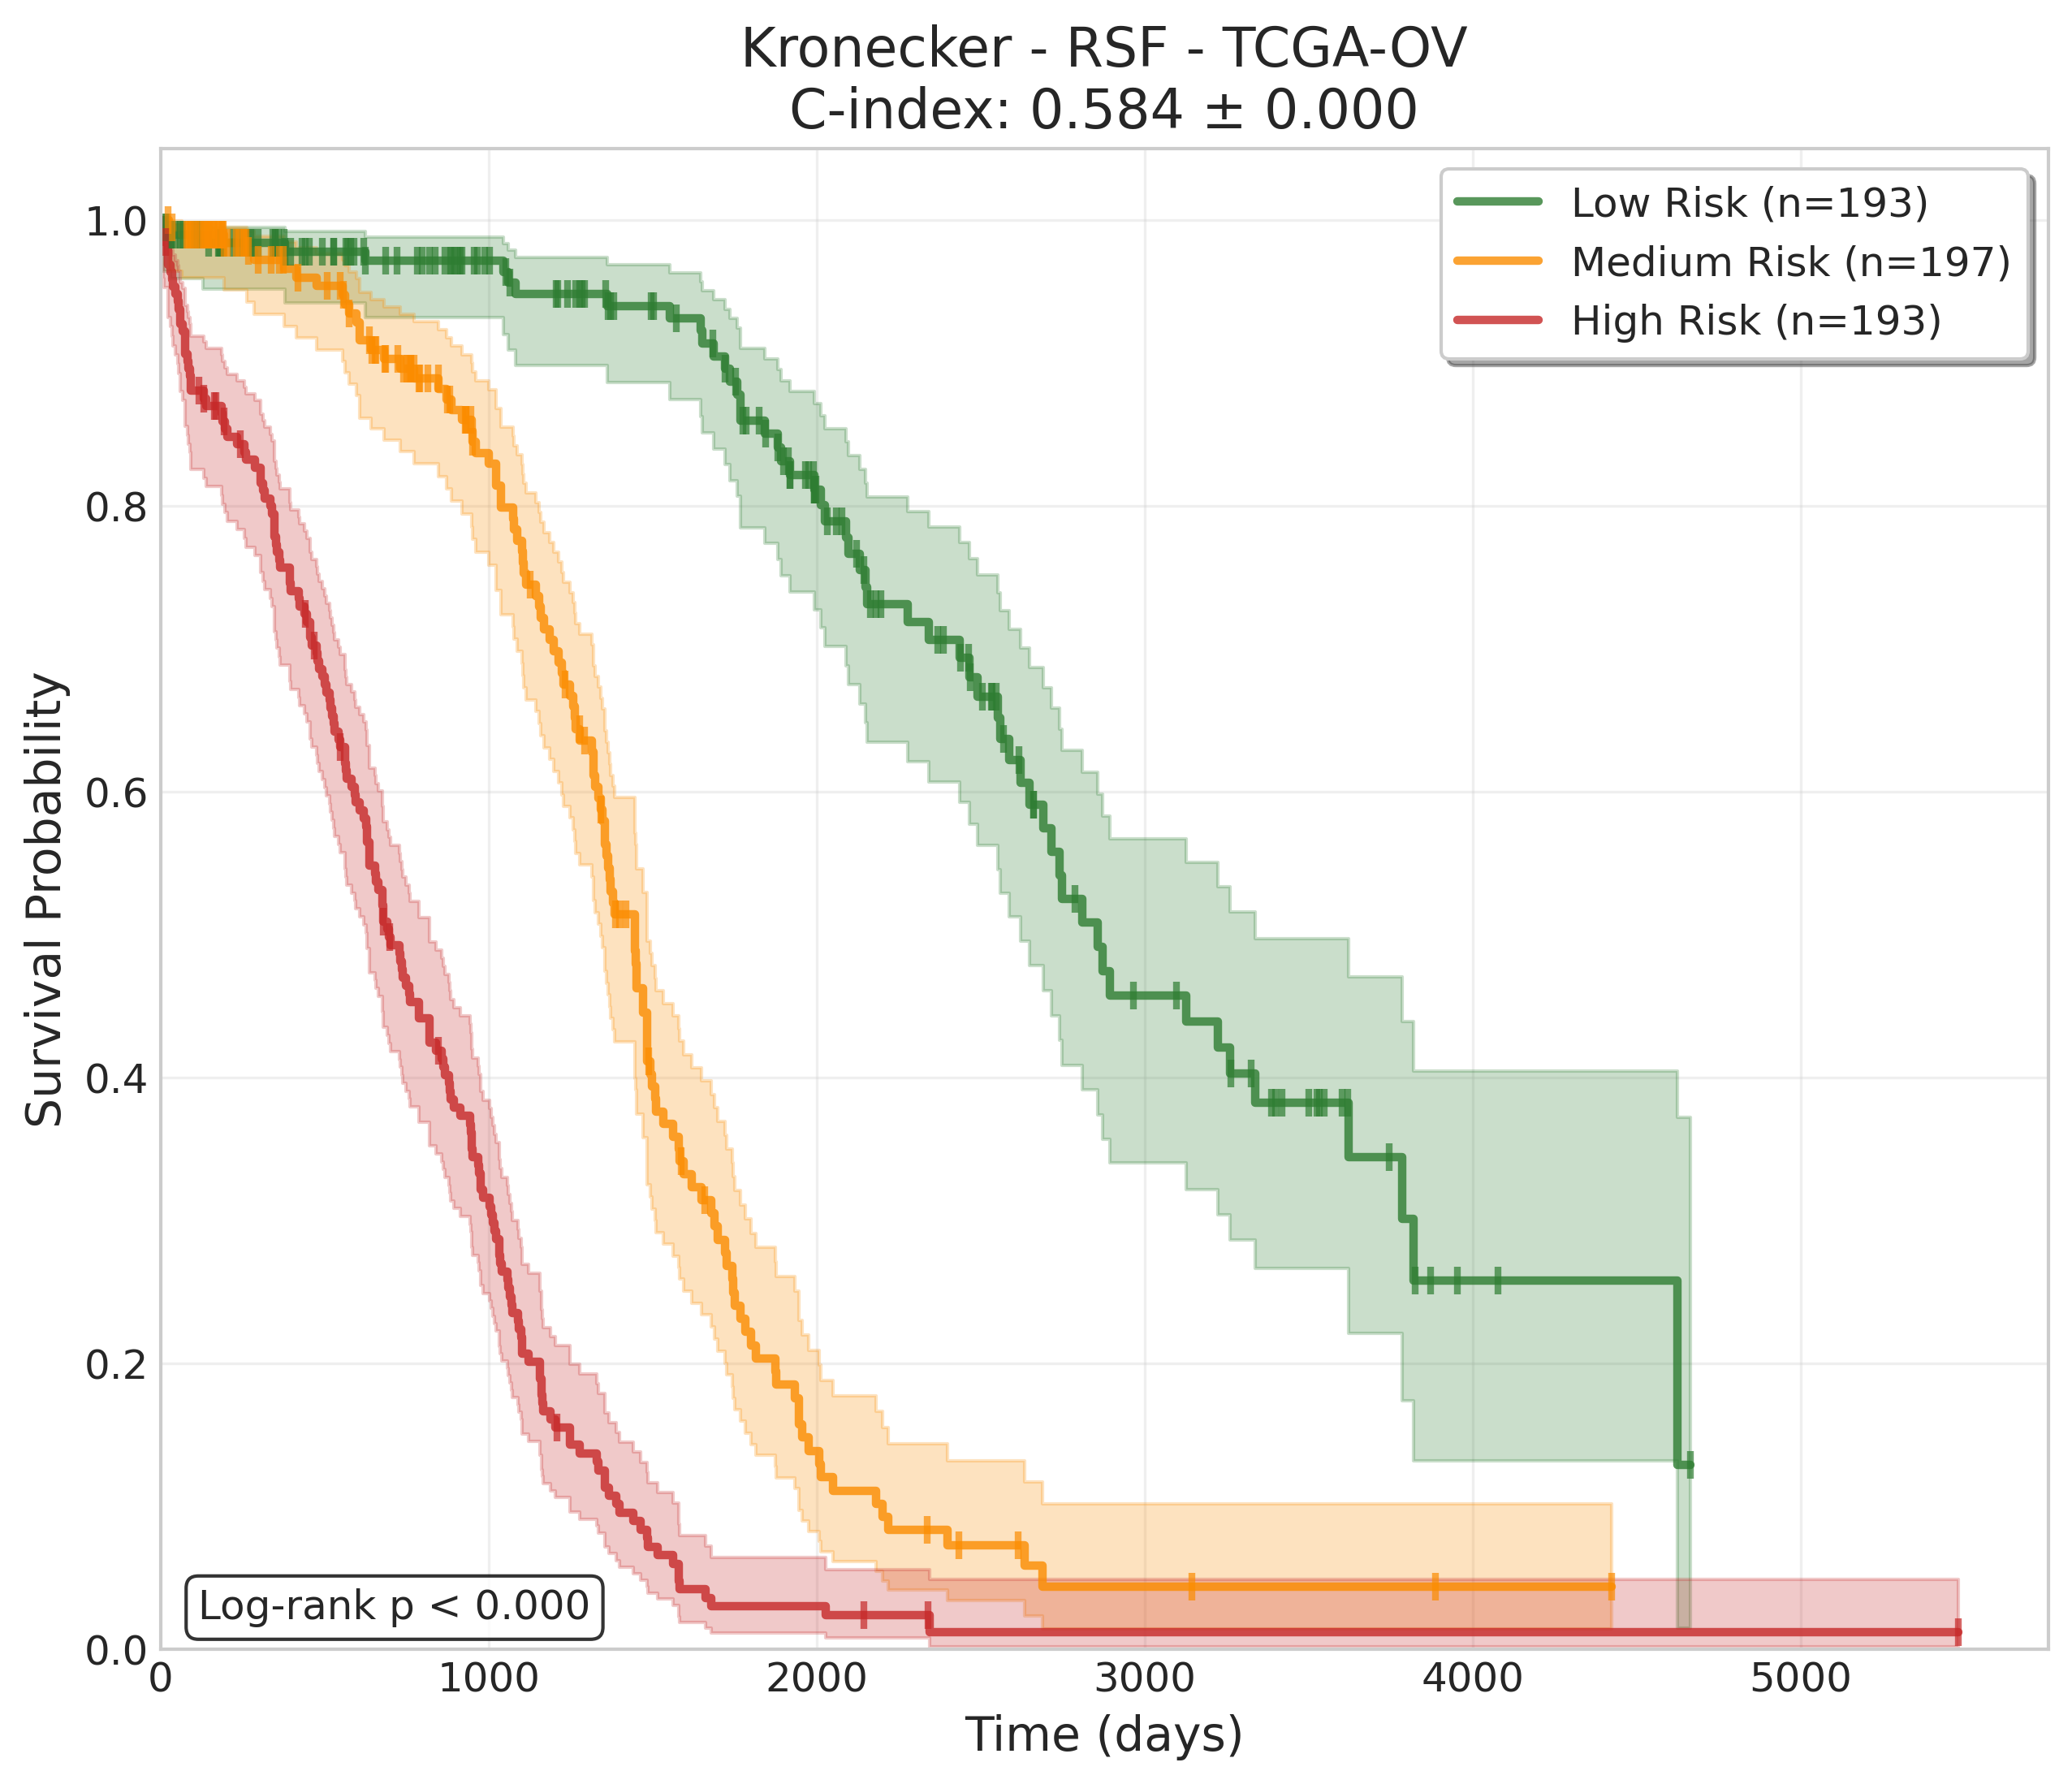 Kronecker - RSF - TCGA-OV
C-index: 0.584 ± 0.000
Low Risk (n=193)
Medium Risk (n=197)
High Risk (n=193)
Survival Probability
1.0
0.8
0.6
0.4
0.2
0.0
Log-rank p < 0.000
0 1000 2000 3000 4000 5000
Time (days)